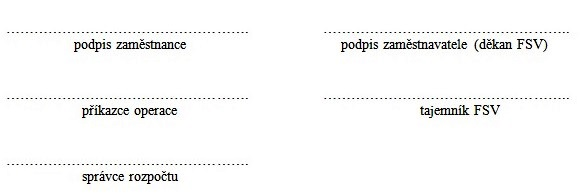 podpis zaměstnance
podpis zaměstnavatele (děkan FSV)
příkazce operace
tajemník FSV
správce rozpočtu